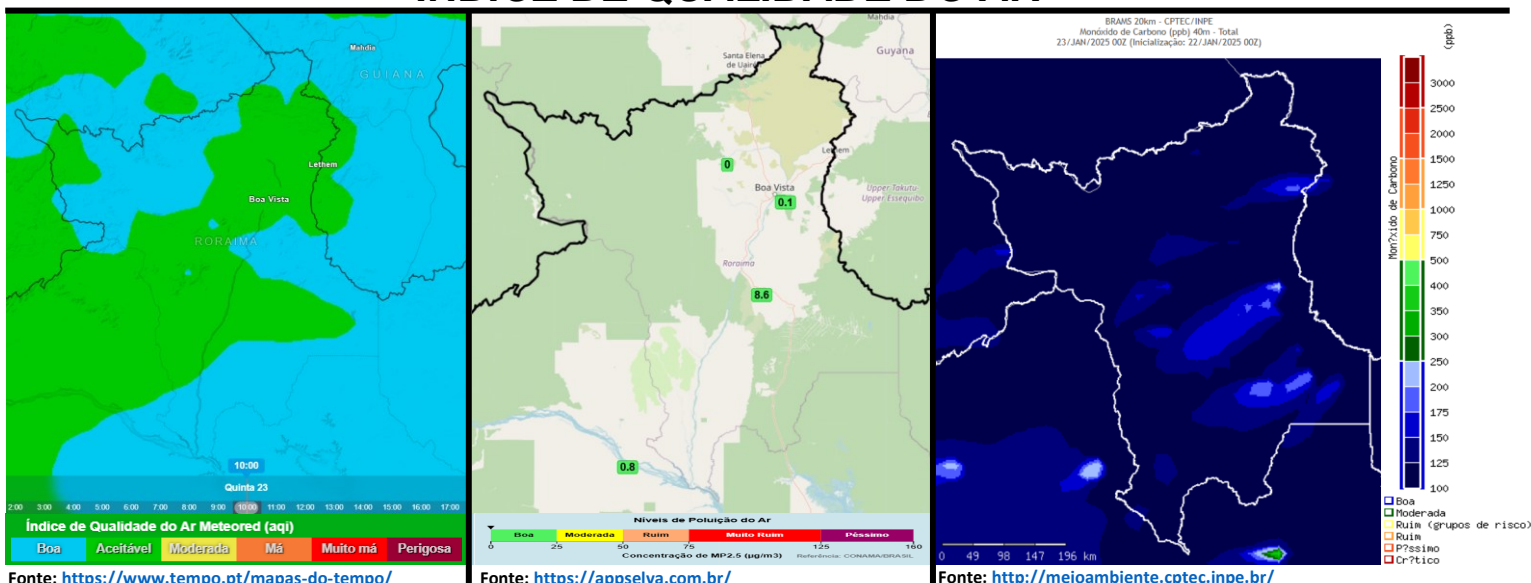 ÍNDICE DE QUALIDADE DO AR
Mahdia
GUIANA
Lethem
Boa Vista
RORAIMA
10:00
Quinta 23
2:00 3:00 4:00 5:00 6:00 7:00 8:00 9:00 10:00 11:00 12:00 13:00 14:00 15:00 16:00 17:00
Índice de Qualidade do Ar Meteored (aqi)
Boa Aceitável Moderada Má Muito má Perigosa
Fonte: https://www.tempo.pt/mapas-do-tempo/
Mahdia
Santa Elena
de Uairé
Guyana
Lethem
0
Boa Vista
0.1
Upper Takutu
Upper Essequibo
Roraima
8.6
0.8
Níveis de Poluição do Ar
Boa Moderada Ruim Muito Ruim Péssimo
0 25 50 75 125 160
Concentração de MP2.5 (µg/m3) Referência: CONAMA/BRASIL
Fonte: https://appselva.com.br/
BRAMS 20km - CPTEC/INPE
Monóxido de Carbono (ppb) 40m - Total
23/JAN/2025 00Z (Inicialização: 22/JAN/2025 00Z)
(ppb)
Mon?xido de Carbono
3000
2500
2000
1500
1250
1000
750
500
400
350
300
250
200
175
150
125
100
Boa
Moderada
Ruim (grupos de risco)
Ruim
P?ssimo
Cr?tico
0 49 98 147 196 km
Fonte: http://meioambiente.cptec.inpe.br/